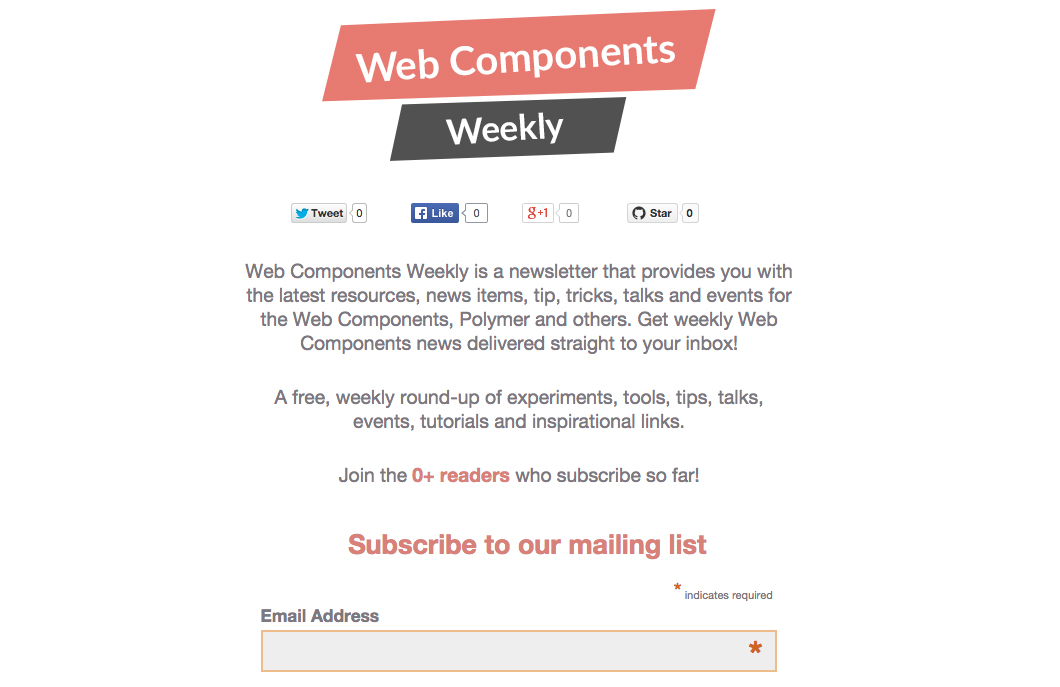 Web Components
Weekly
Tweet 0 Like 0 g+1 0 Star 0
Web Components Weekly is a newsletter that provides you with
the latest resources, news items, tip, tricks, talks and events for
the Web Components, Polymer and others. Get weekly Web
Components news delivered straight to your inbox!
A free, weekly round-up of experiments, tools, tips, talks,
events, tutorials and inspirational links.
Join the 0+ readers who subscribe so far!
Subscribe to our mailing list
* indicates required
Email Address
*